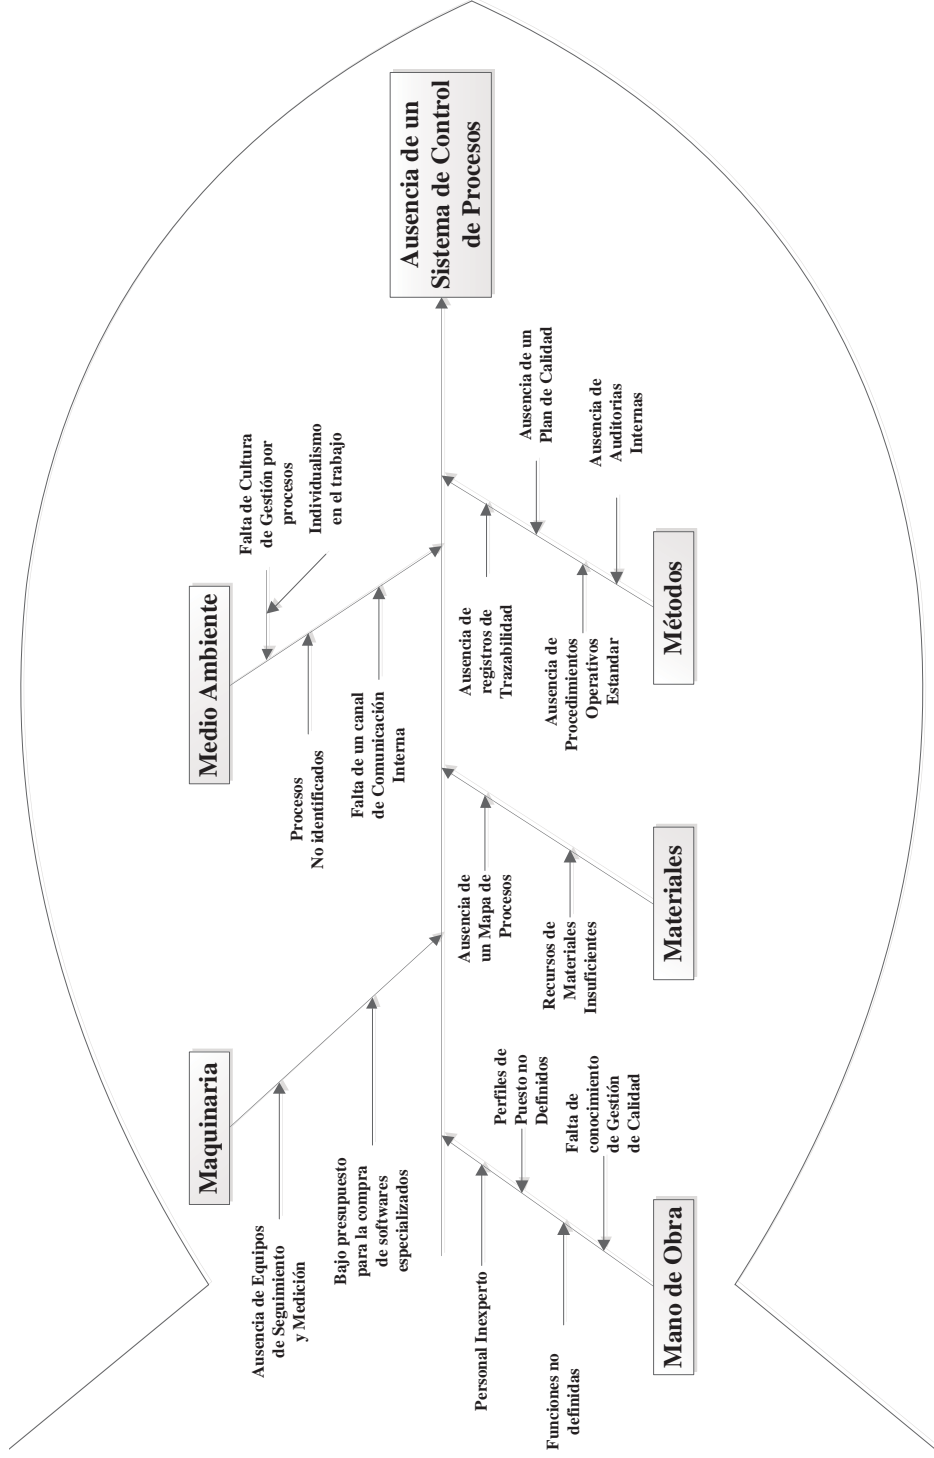 Maquinaria
Ausencia de Equipos
de Seguimiento
y Medición
Bajo presupuesto
para la compra
de softwares
especializados
Medio Ambiente
Falta de Cultura
de Gestión por
procesos
Individualismo
en el trabajo
Procesos
No identificados
Falta de un canal
de Comunicación
Interna
Ausencia de un
Sistema de Control
de Procesos
Personal Inexperto
Perfiles de
Puesto no
Definidos
Funciones no
definidas
Falta de
conocimiento
de Gestión
de Calidad
Mano de Obra
Ausencia de
un Mapa de
Procesos
Recursos de
Materiales
Insuficientes
Materiales
Ausencia de
registros de
Trazabilidad
Ausencia de un
Plan de Calidad
Ausencia de
Procedimientos
Operativos
Estandar
Ausencia de
Auditorias
Internas
Métodos